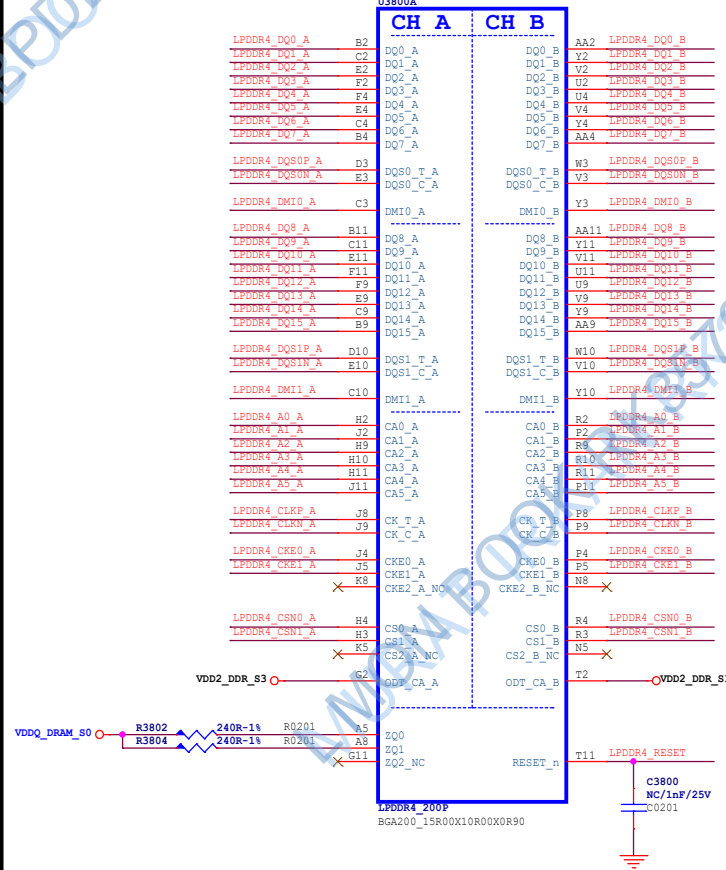 U3800A
CH A CH B
LPDDR4_DQ0_A B2 DQ0_A DQ0_B AA2 LPDDR4_DQ0_B
LPDDR4_DQ1_A C2 DQ1_A DQ1_B Y2 LPDDR4_DQ1_B
LPDDR4_DQ2_A E2 DQ2_A DQ2_B V2 LPDDR4_DQ2_B
LPDDR4_DQ3_A F2 DQ3_A DQ3_B U2 LPDDR4_DQ3_B
LPDDR4_DQ4_A F4 DQ4_A DQ4_B U4 LPDDR4_DQ4_B
LPDDR4_DQ5_A E4 DQ5_A DQ5_B V4 LPDDR4_DQ5_B
LPDDR4_DQ6_A C4 DQ6_A DQ6_B Y4 LPDDR4_DQ6_B
LPDDR4_DQ7_A B4 DQ7_A DQ7_B AA4 LPDDR4_DQ7_B
LPDDR4_DQS0P_A D3 DQS0_T_A DQS0_T_B W3 LPDDR4_DQS0P_B
LPDDR4_DQS0N_A E3 DQS0_C_A DQS0_C_B V3 LPDDR4_DQS0N_B
LPDDR4_DMI0_A C3 DMI0_A DMI0_B Y3 LPDDR4_DMI0_B
LPDDR4_DQ8_A B11 DQ8_A DQ8_B AA11 LPDDR4_DQ8_B
LPDDR4_DQ9_A C11 DQ9_A DQ9_B Y11 LPDDR4_DQ9_B
LPDDR4_DQ10_A E11 DQ10_A DQ10_B V11 LPDDR4_DQ10_B
LPDDR4_DQ11_A F11 DQ11_A DQ11_B U11 LPDDR4_DQ11_B
LPDDR4_DQ12_A F9 DQ12_A DQ12_B U9 LPDDR4_DQ12_B
LPDDR4_DQ13_A E9 DQ13_A DQ13_B V9 LPDDR4_DQ13_B
LPDDR4_DQ14_A C9 DQ14_A DQ14_B Y9 LPDDR4_DQ14_B
LPDDR4_DQ15_A B9 DQ15_A DQ15_B AA9 LPDDR4_DQ15_B
LPDDR4_DQS1P_A D10 DQS1_T_A DQS1_T_B W10 LPDDR4_DQS1P_B
LPDDR4_DQS1N_A E10 DQS1_C_A DQS1_C_B V10 LPDDR4_DQS1N_B
LPDDR4_DMI1_A C10 DMI1_A DMI1_B Y10 LPDDR4_DMI1_B
LPDDR4_A0_A H2 CA0_A CA0_B R2 LPDDR4_A0_B
LPDDR4_A1_A J2 CA1_A CA1_B P2 LPDDR4_A1_B
LPDDR4_A2_A H9 CA2_A CA2_B R9 LPDDR4_A2_B
LPDDR4_A3_A H10 CA3_A CA3_B R10 LPDDR4_A3_B
LPDDR4_A4_A H11 CA4_A CA4_B R11 LPDDR4_A4_B
LPDDR4_A5_A J11 CA5_A CA5_B P11 LPDDR4_A5_B
LPDDR4_CLKP_A J8 CK_T_A CK_T_B P8 LPDDR4_CLKP_B
LPDDR4_CLKN_A J9 CK_C_A CK_C_B P9 LPDDR4_CLKN_B
LPDDR4_CKE0_A J4 CKE0_A CKE0_B P4 LPDDR4_CKE0_B
LPDDR4_CKE1_A J5 CKE1_A CKE1_B P5 LPDDR4_CKE1_B
K8 CKE2_A_NC CKE2_B_NC N8
LPDDR4_CSN0_A H4 CS0_A CS0_B R4 LPDDR4_CSN0_B
LPDDR4_CSN1_A H3 CS1_A CS1_B R3 LPDDR4_CSN1_B
K5 CS2_A_NC CS2_B_NC N5
VDD2_DDR_S3 G2 ODT_CA_A ODT_CA_B T2 VDD2_DDR_S3
VDDQ_DRAM_S0 R3802 240R-1% R0201 A5 ZQ0
R3804 240R-1% R0201 A8 ZQ1
G11 ZQ2_NC RESET_n T11 LPDDR4_RESET
C3800
NC/1nF/25V
C0201
LPDDR4_200P
BGA200_15R00X10R00X0R90